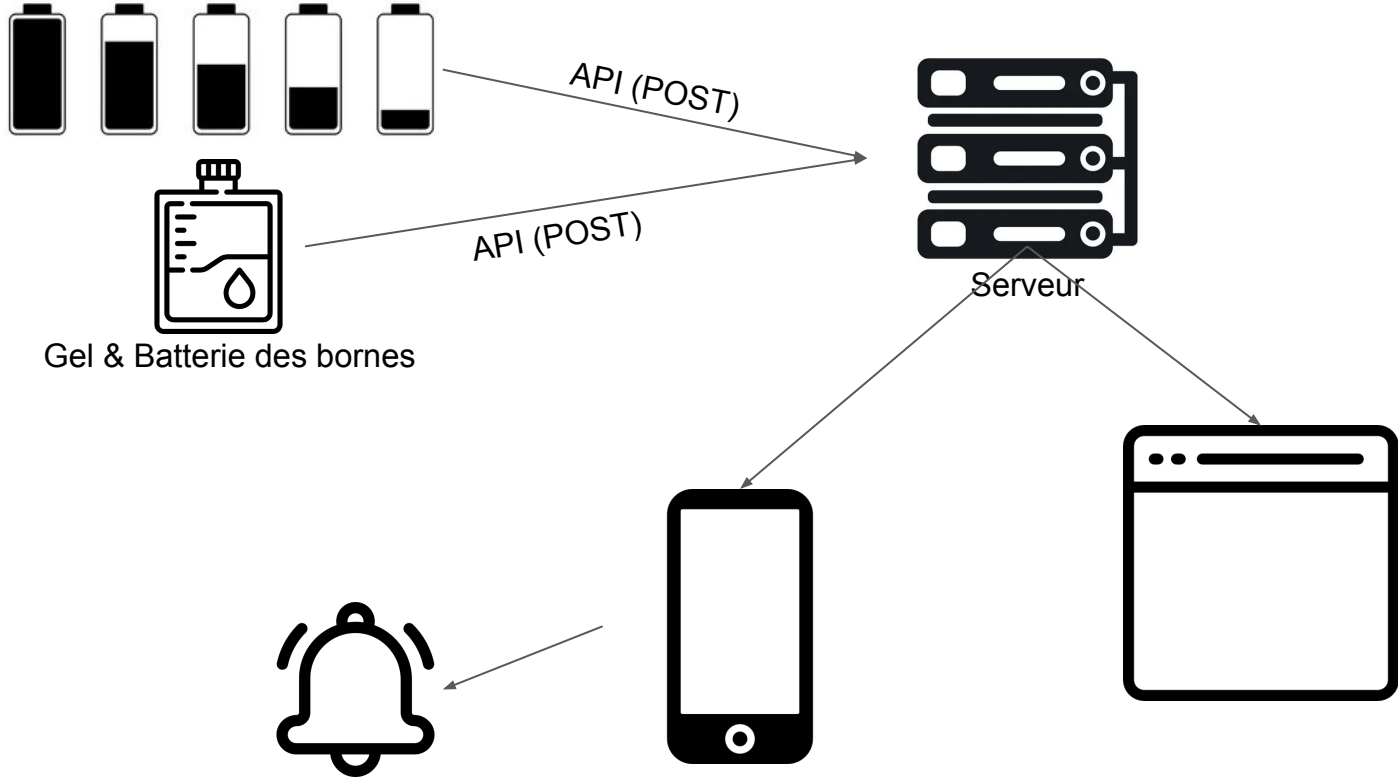 API (POST)
API (POST)
Serveur
Gel & Batterie des bornes